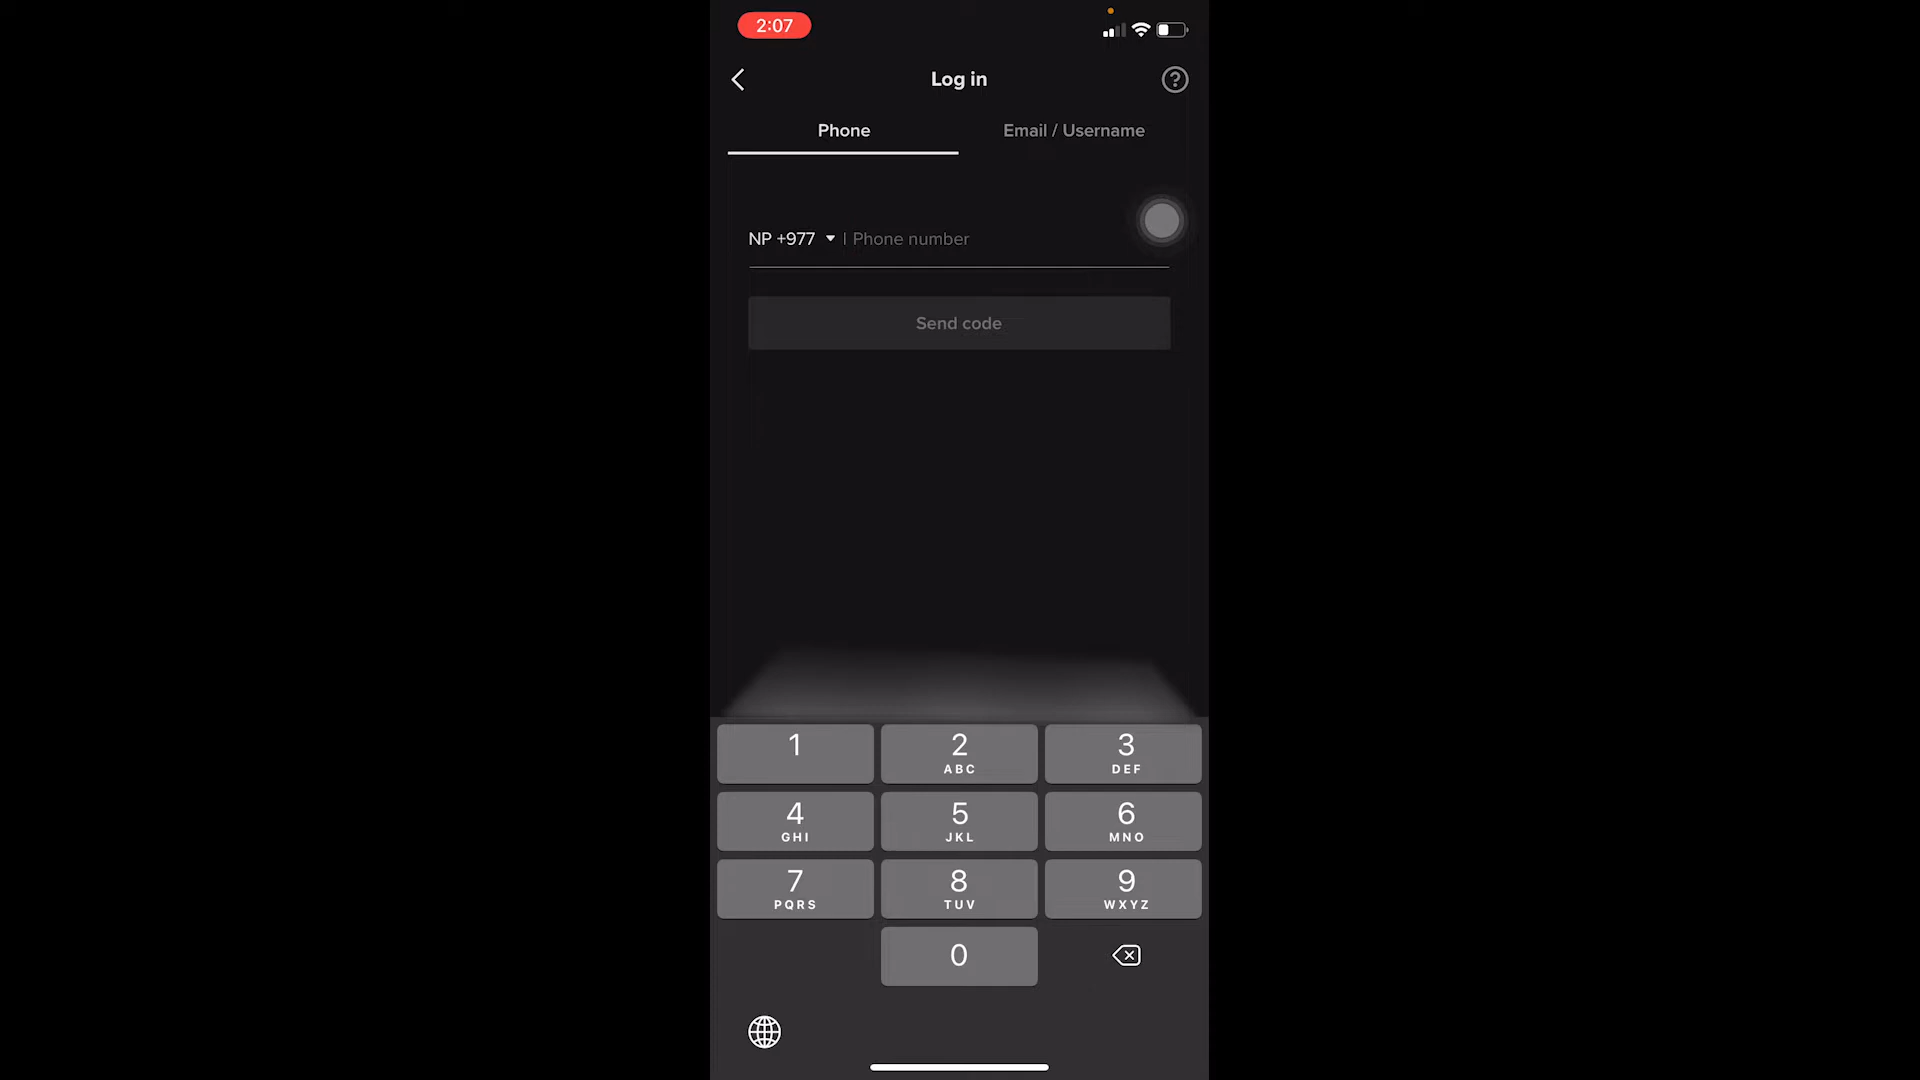 2:07
Log in
Phone
Email / Username
NP +977
Phone number
Send code
1
2
ABC
3
DEF
4
GHI
5
JKL
6
MNO
7
PQRS
8
TUV
9
WXYZ
0